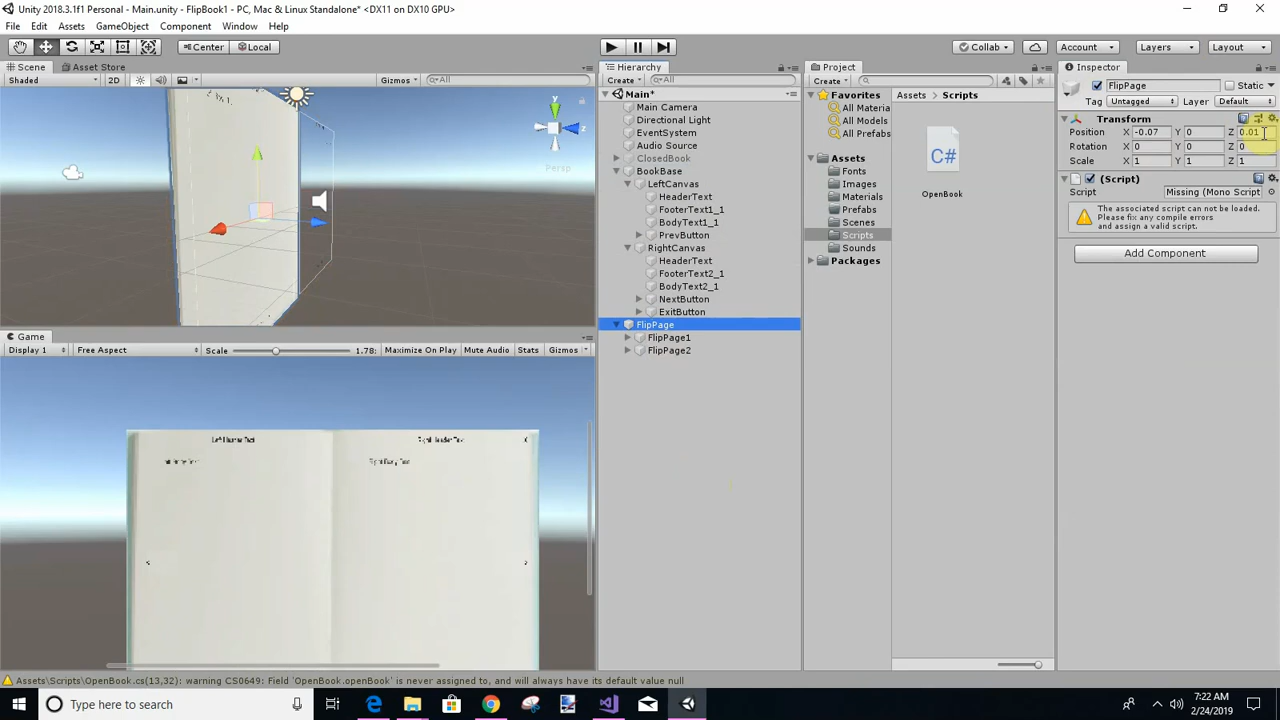 Unity 2018.3.1f1 Personal - Main.unity - FlipBook1 - PC, Mac & Linux Standalone* <DX11 on DX10 GPU>
File Edit Assets GameObject Component Window Help
Center Local Collab Account Layers Layout
Scene Asset Store
Shaded 2D Gizmos All
y z
Persp
Game
Display 1 Free Aspect Scale 1.78: Maximize On Play Mute Audio Stats Gizmos
Hierarchy
Create All
Main*
Main Camera
Directional Light
EventSystem
Audio Source
ClosedBook
BookBase
LeftCanvas
HeaderText
FooterText1_1
BodyText1_1
PrevButton
RightCanvas
HeaderText
FooterText2_1
BodyText2_1
NextButton
ExitButton
FlipPage
FlipPage1
FlipPage2
Project
Create
Favorites
All Materia
All Models
All Prefabs
Assets
Fonts
Images
Materials
Prefabs
Scenes
Scripts
Sounds
Packages
Assets Scripts
C#
OpenBook
Inspector
FlipPage Static
Tag Untagged Layer Default
Transform
Position X -0.07 Y 0 Z 0.01
Rotation X 0 Y 0 Z 0
Scale X 1 Y 1 Z 1
(Script)
Script Missing (Mono Script
The associated script can not be loaded.
Please fix any compile errors
and assign a valid script.
Add Component
Assets\Scripts\OpenBook.cs(13,32): warning CS0649: Field 'OpenBook.openBook' is never assigned to, and will always have its default value null
Type here to search
7:22 AM
2/24/2019